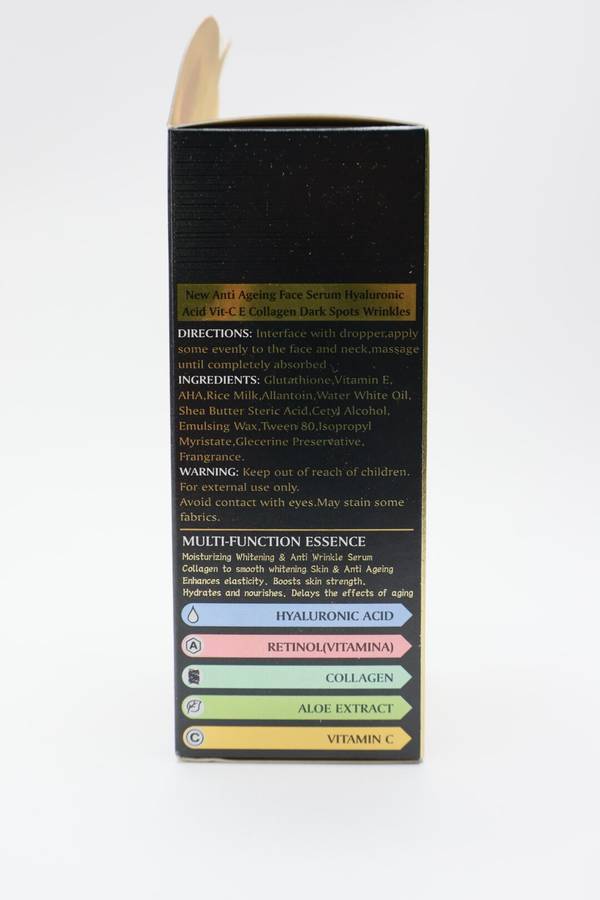 New Anti Ageing Face Serum Hyaluronic
Acid Vit-C E Collagen Dark Spots Wrinkles
DIRECTIONS: Interface with dropper,apply
some evenly to the face and neck,massage
until completely absorbed
INGREDIENTS: Glutathione,Vitamin E,
AHA,Rice Milk,Allantoin,Water White Oil,
Shea Butter Steric Acid,Cetyl Alcohol,
Emulsing Wax,Tween 80,Isopropyl
Myristate,Glecerine Preservative,
Frangrance.
WARNING: Keep out of reach of children.
For external use only.
Avoid contact with eyes.May stain some
fabrics.
MULTI-FUNCTION ESSENCE
Moisturizing Whitening & Anti Wrinkle Serum
Collagen to smooth whitening Skin & Anti Ageing
Enhances elasticity. Boosts skin strength.
Hydrates and nourishes. Delays the effects of aging
HYALURONIC ACID
A RETINOL(VITAMINA)
COLLAGEN
ALOE EXTRACT
C VITAMIN C